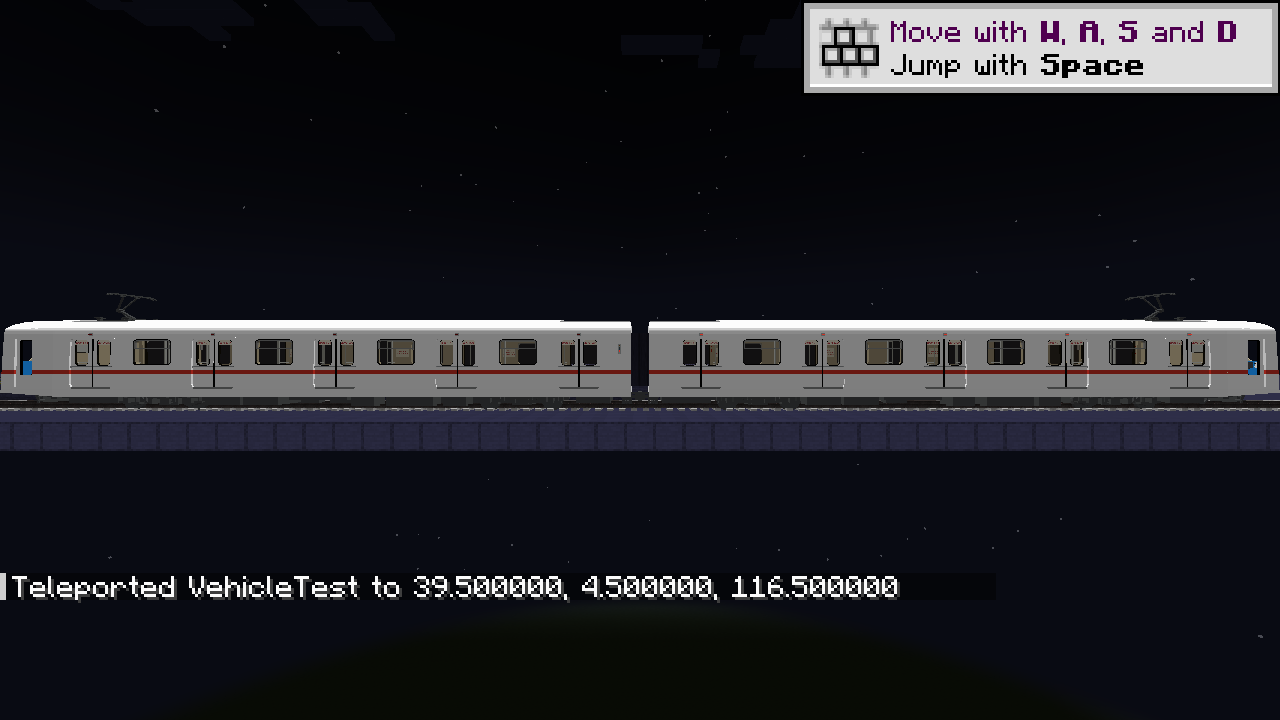 Move with W, A, S and D
Jump with Space
Teleported VehicleTest to 39.500000, 4.500000, 116.500000